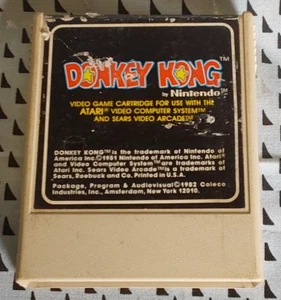 DONKEY KONG™
by Nintendo™
VIDEO GAME CARTRIDGE FOR USE WITH THE
ATARI® VIDEO COMPUTER SYSTEM™
AND SEARS VIDEO ARCADE™
DONKEY KONG™ is the trademark of Nintendo of
America Inc.©1981 Nintendo of America Inc. Atari®
and Video Computer System™ are trademarks of
Atari Inc. Sears Video Arcade™ is a trademark of
Sears, Roebuck and Co. Printed in U.S.A.
Package, Program & Audiovisual©1982 Coleco
Industries, Inc., Amsterdam, New York 12010.